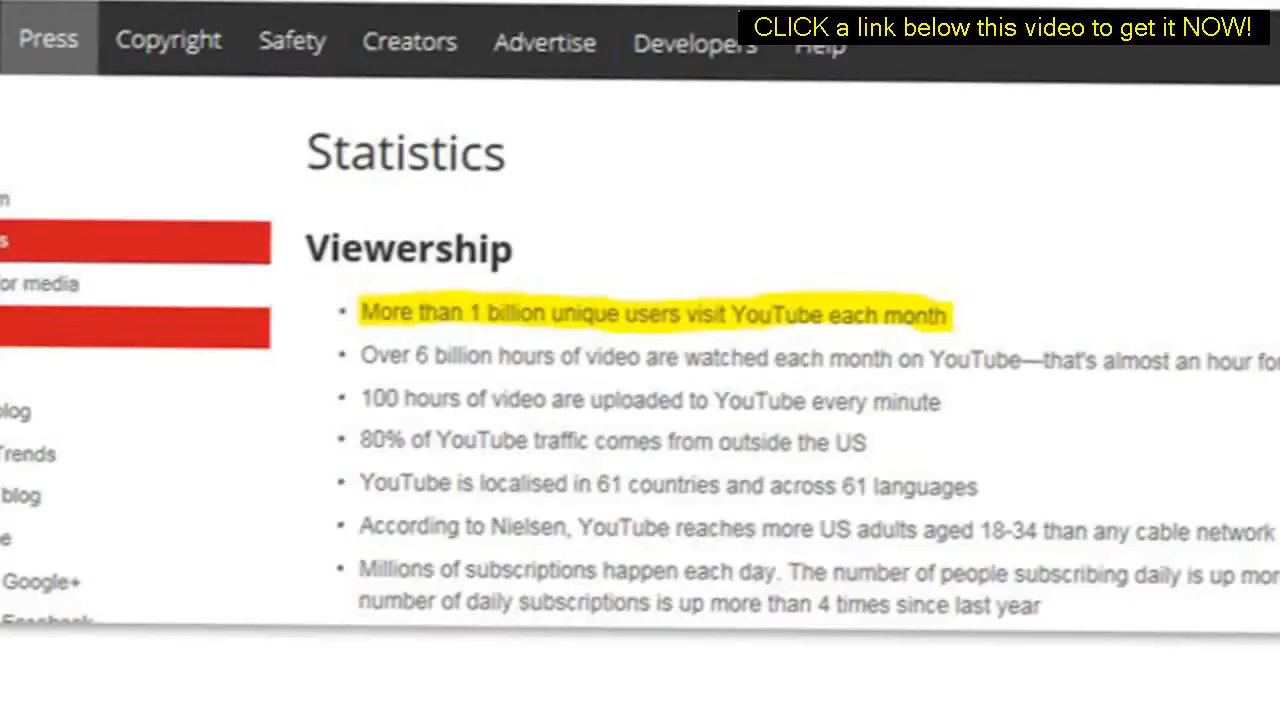 CLICK a link below this video to get it NOW!
Press Copyright Safety Creators Advertise Developers Help
Statistics
Viewership
• More than 1 billion unique users visit YouTube each month
• Over 6 billion hours of video are watched each month on YouTube—that's almost an hour for
• 100 hours of video are uploaded to YouTube every minute
• 80% of YouTube traffic comes from outside the US
• YouTube is localised in 61 countries and across 61 languages
• According to Nielsen, YouTube reaches more US adults aged 18-34 than any cable network
• Millions of subscriptions happen each day. The number of people subscribing daily is up mor
number of daily subscriptions is up more than 4 times since last year
n
s
for media
log
Trends
blog
e
Google+
Facebook